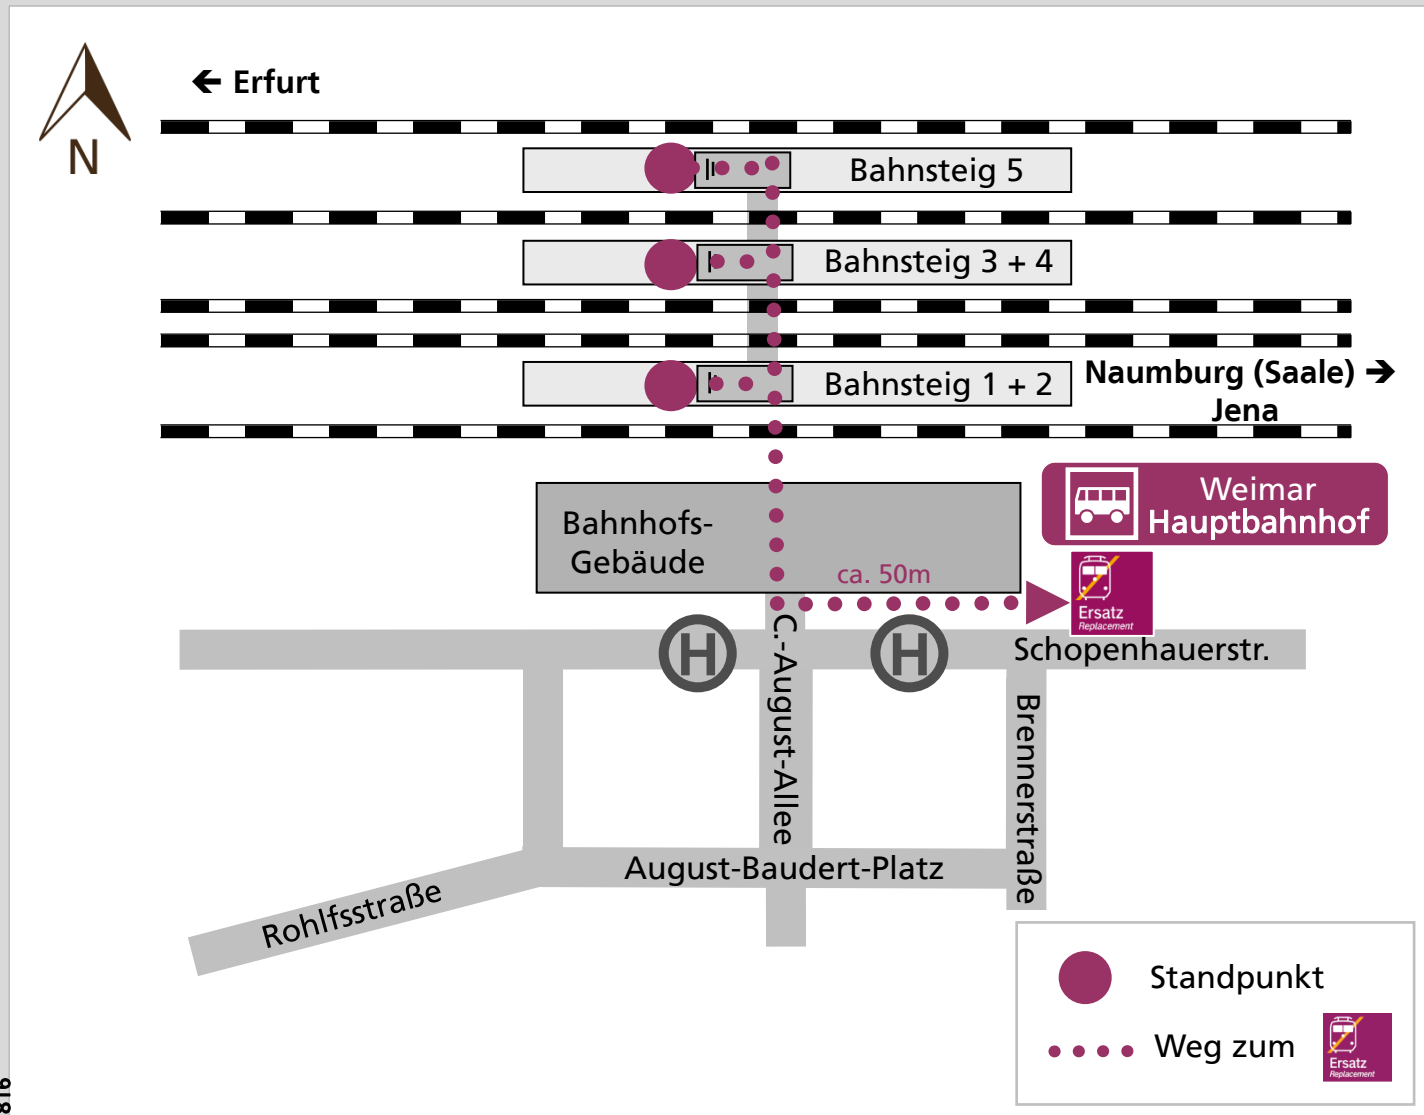 ← Erfurt
N
Bahnsteig 5
Bahnsteig 3 + 4
Bahnsteig 1 + 2
Naumburg (Saale) →
Jena
Weimar
Hauptbahnhof
Bahnhofs-
Gebäude
ca. 50m
Ersatz
Replacement
H
H
Schopenhauerstr.
C.-August-Allee
Brennerstraße
August-Baudert-Platz
Rohlfsstraße
Standpunkt
Weg zum
Ersatz
Replacement